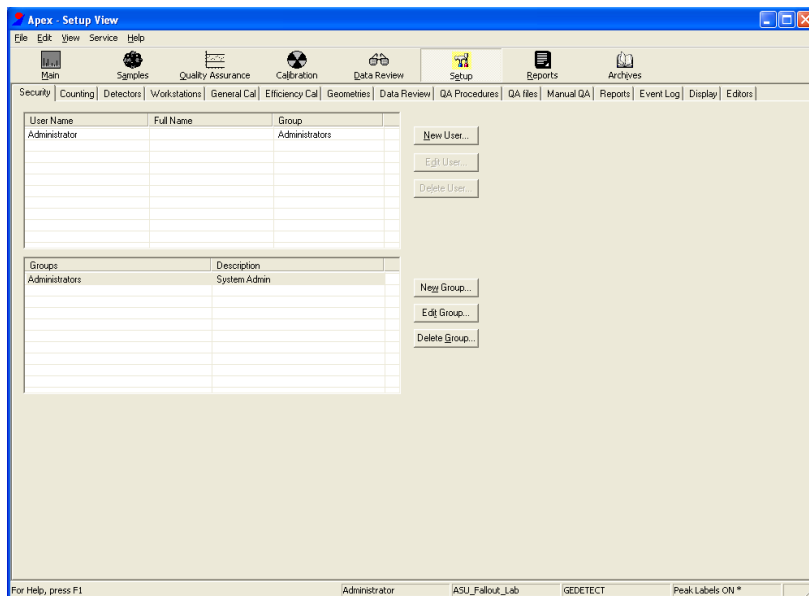 Apex - Setup View
File Edit View Service Help
Main Samples Quality Assurance Calibration Data Review Setup Reports Archives
Security Counting Detectors Workstations General Cal Efficiency Cal Geometries Data Review QA Procedures QA files Manual QA Reports Event Log Display Editors
User Name Full Name Group
Administrator Administrators
New User...
Edit User...
Delete User...
Groups Description
Administrators System Admin
New Group...
Edit Group...
Delete Group...
For Help, press F1 Administrator ASU_Fallout_Lab GEDETECT Peak Labels ON *